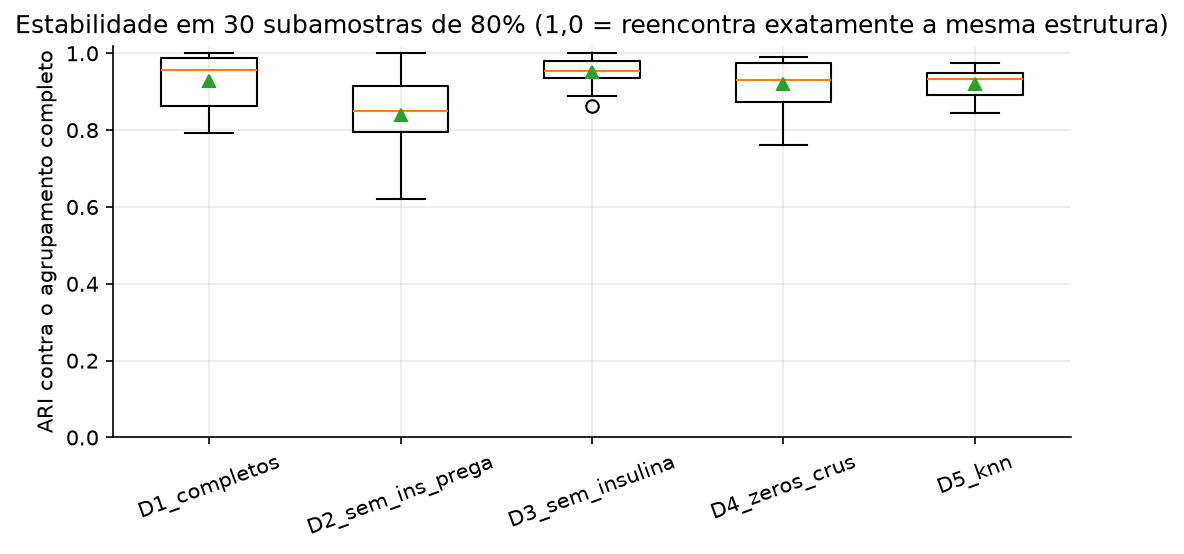 Estabilidade em 30 subamostras de 80% (1,0 = reencontra exatamente a mesma estrutura)
ARI contra o agrupamento completo
1.0
0.8
0.6
0.4
0.2
0.0
D1_completos
D2_sem_ins_prega
D3_sem_insulina
D4_zeros_crus
D5_knn